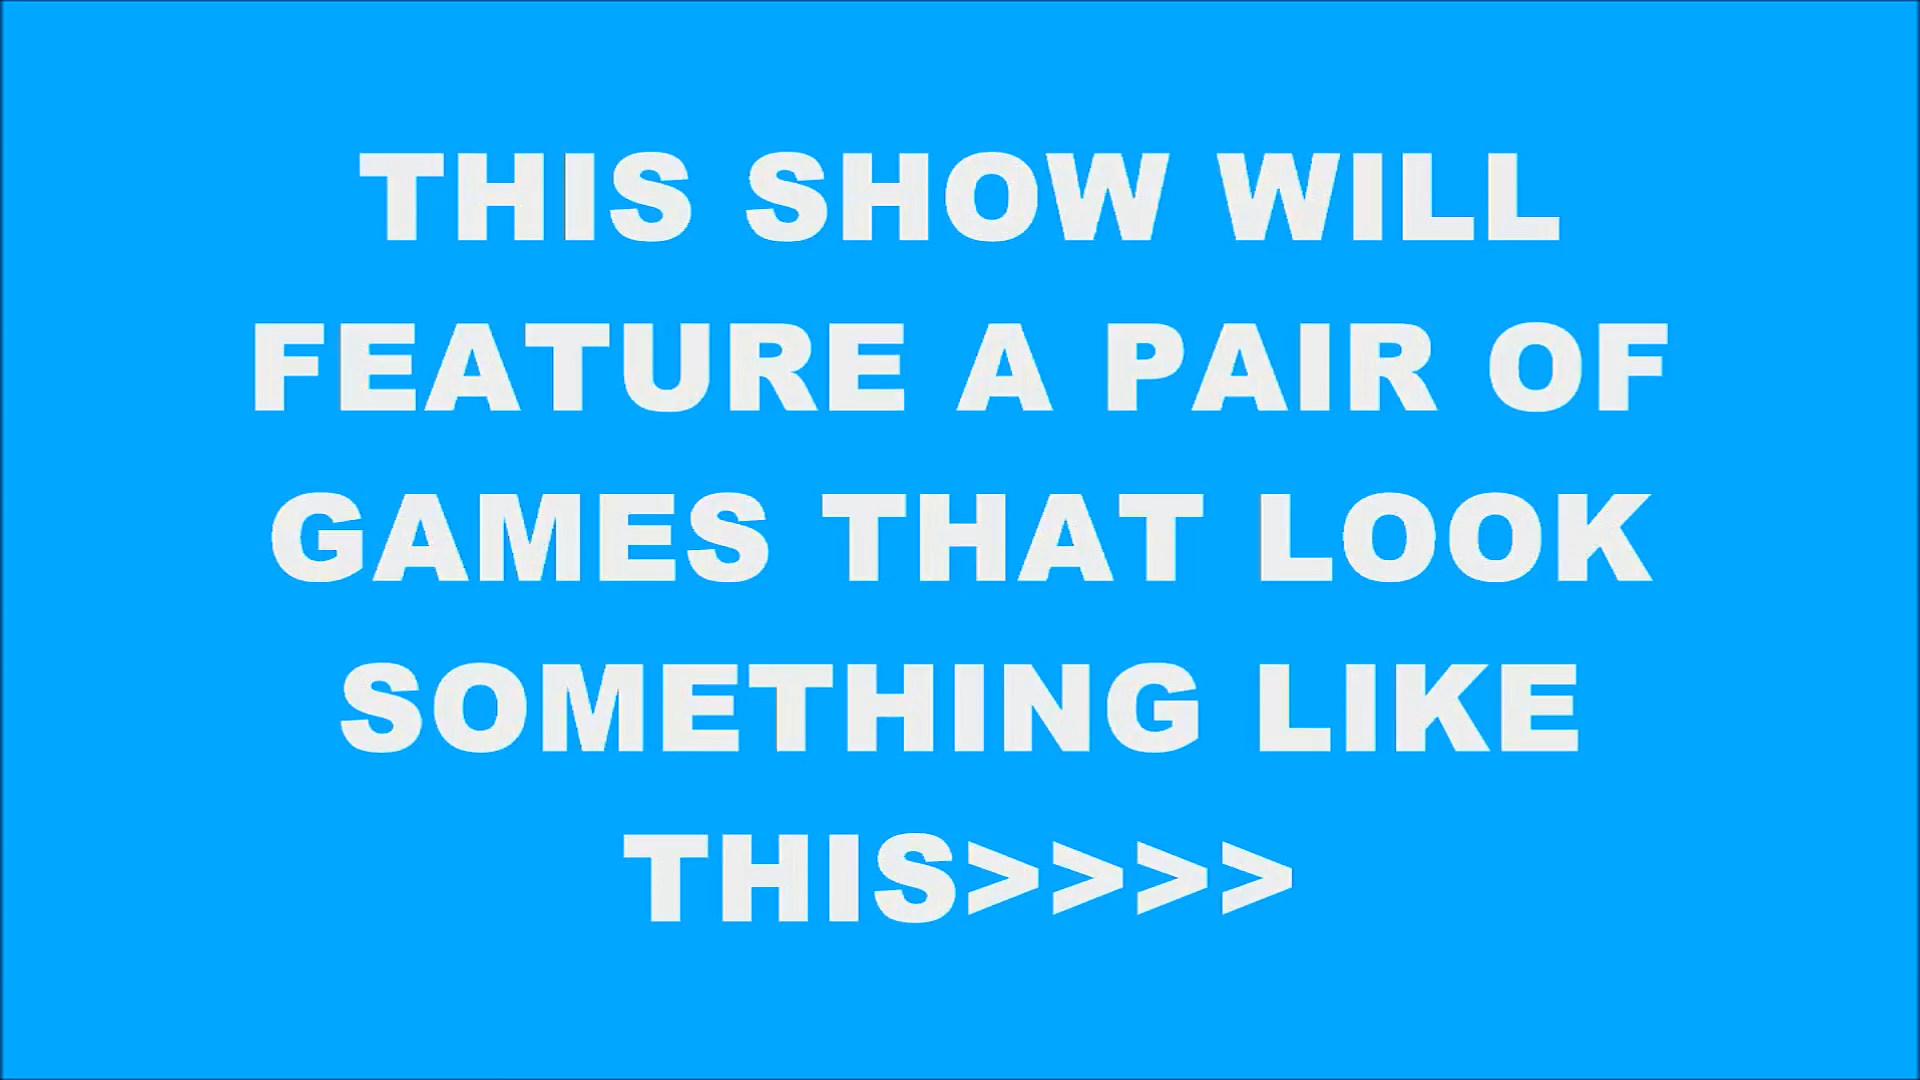 THIS SHOW WILL
FEATURE A PAIR OF
GAMES THAT LOOK
SOMETHING LIKE
THIS>>>>